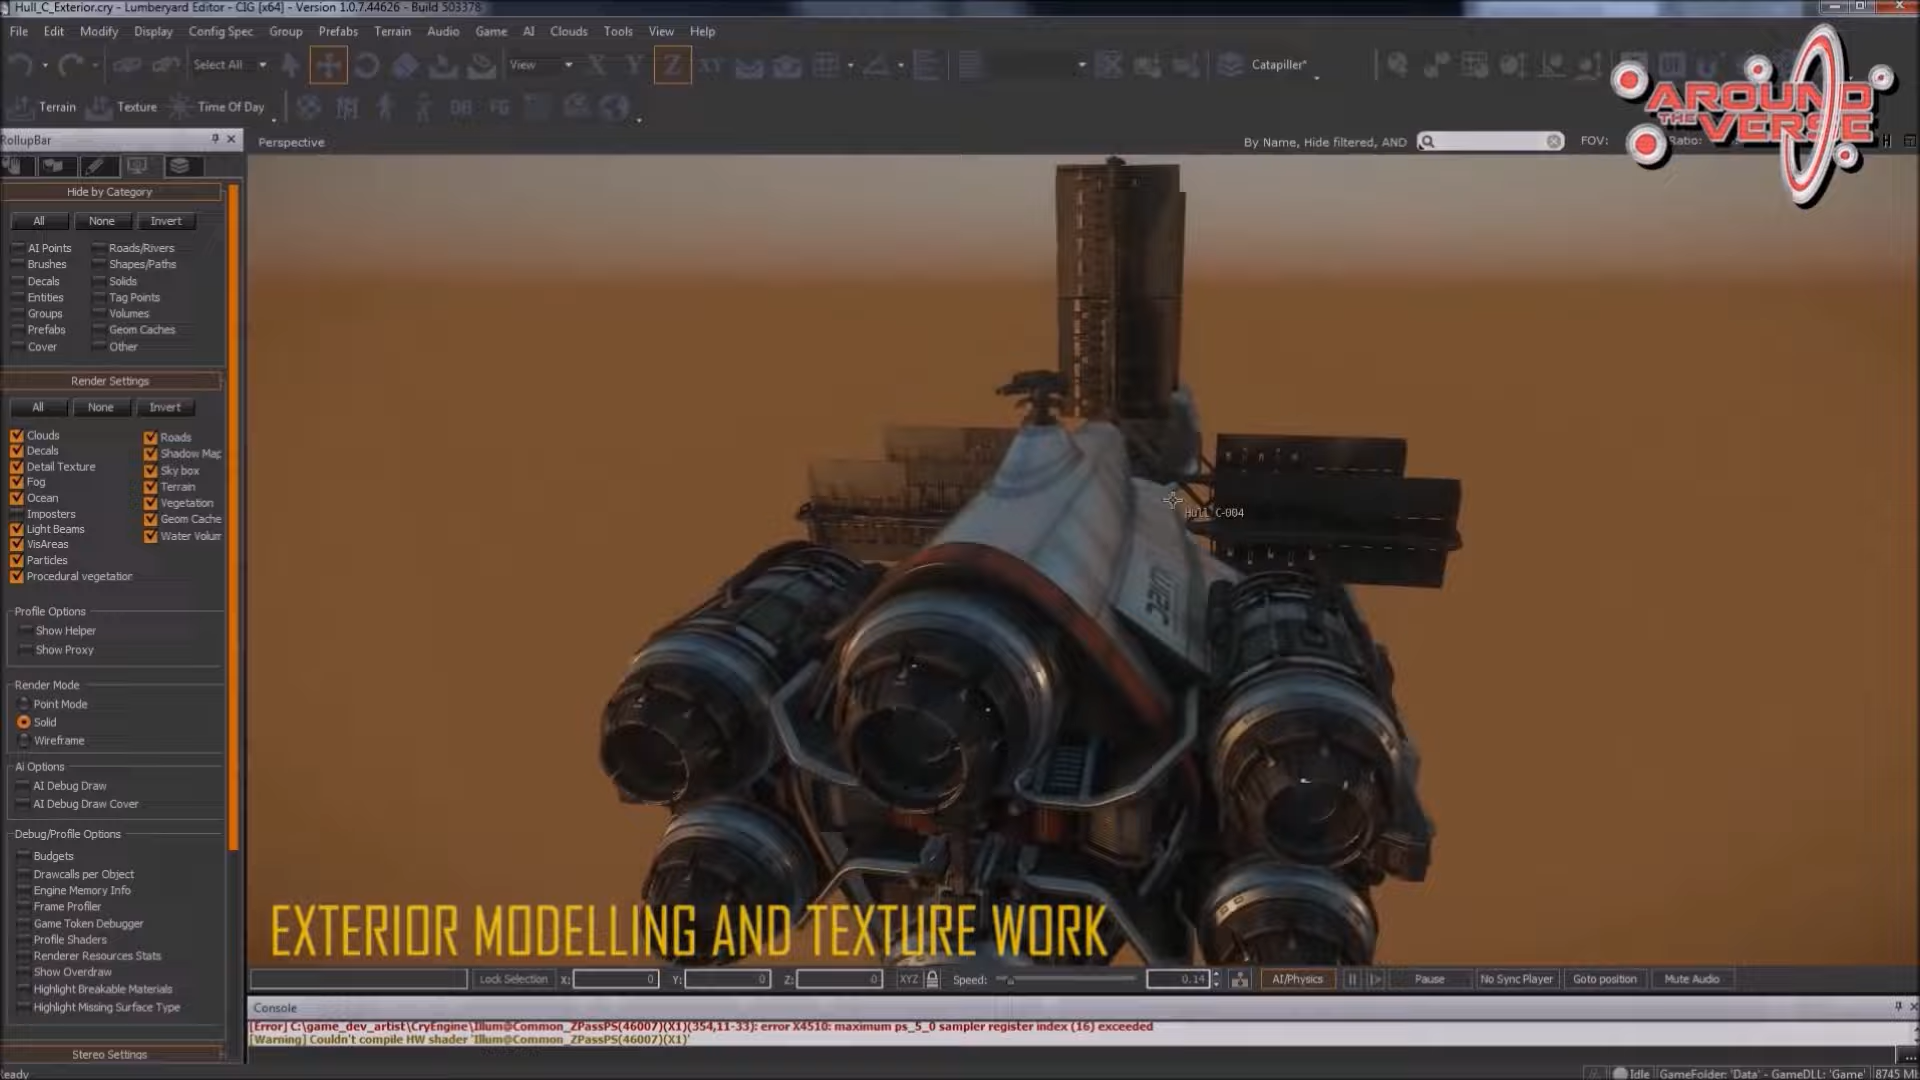 Hull_C_Exterior.cry - Lumberyard Editor - CIG [x64] - Version 1.0.7.44626 - Build 503378
File Edit Modify Display Config Spec Group Prefabs Terrain Audio Game AI Clouds Tools View Help
Select All View X Y Z XY Catapiller*
Terrain Texture Time Of Day DB FG
AROUND THE VERSE
RollupBar
Perspective By Name, Hide filtered, AND FOV: Ratio:
Hide by Category
All None Invert
AI Points Roads/Rivers
Brushes Shapes/Paths
Decals Solids
Entities Tag Points
Groups Volumes
Prefabs Geom Caches
Cover Other
Render Settings
All None Invert
Clouds Roads
Decals Shadow Map
Detail Texture Sky box
Fog Terrain
Ocean Vegetation
Imposters Geom Cache
Light Beams Water Volum
VisAreas
Particles
Procedural vegetation
Hull_C-004
Profile Options
Show Helper
Show Proxy
Render Mode
Point Mode
Solid
Wireframe
Ai Options
AI Debug Draw
AI Debug Draw Cover
Debug/Profile Options
Budgets
Drawcalls per Object
Engine Memory Info
Frame Profiler
Game Token Debugger
Profile Shaders
Renderer Resources Stats
Show Overdraw
Highlight Breakable Materials
Highlight Missing Surface Type
Stereo Settings
EXTERIOR MODELLING AND TEXTURE WORK
Lock Selection X: 0 Y: 0 Z: 0 XYZ Speed: 0.14 AI/Physics Pause No Sync Player Goto position Mute Audio
Console
[Error] C:\game_dev_artist\CryEngine\Illum@Common_ZPassPS(46007)(X1)(354,11-33): error X4510: maximum ps_5_0 sampler register index (16) exceeded
[Warning] Couldn't compile HW shader 'Illum@Common_ZPassPS(46007)(X1)'
Ready Idle GameFolder: 'Data' - GameDLL: 'Game' 8745 M